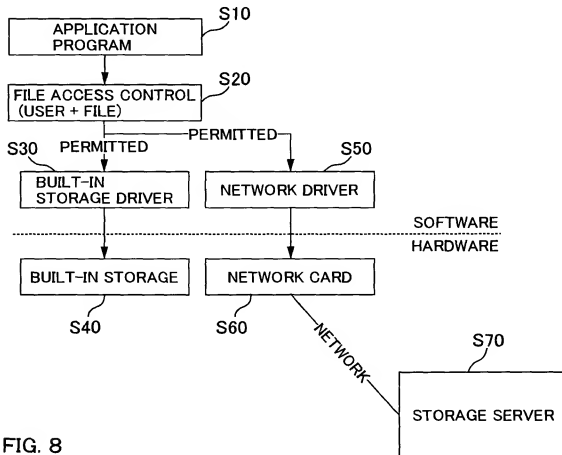 S10
APPLICATION
PROGRAM
S20
FILE ACCESS CONTROL
(USER + FILE)
PERMITTED
PERMITTED
S30
S50
BUILT-IN
STORAGE DRIVER
NETWORK DRIVER
SOFTWARE
HARDWARE
BUILT-IN STORAGE
NETWORK CARD
S40
S60
NETWORK
S70
STORAGE SERVER
FIG. 8